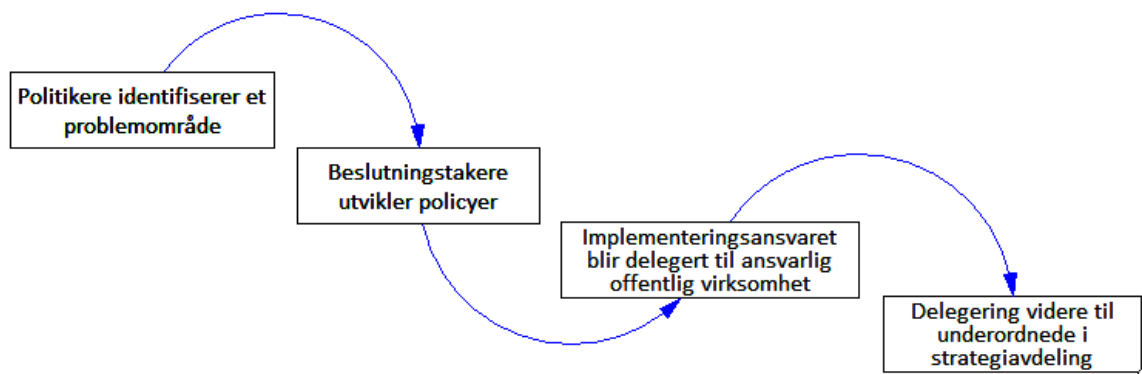 Politikere identifiserer et
problemområde
Beslutningstakere
utvikler policyer
Implementeringsansvaret
blir delegert til ansvarlig
offentlig virksomhet
Delegering videre til
underordnede i
strategiavdeling